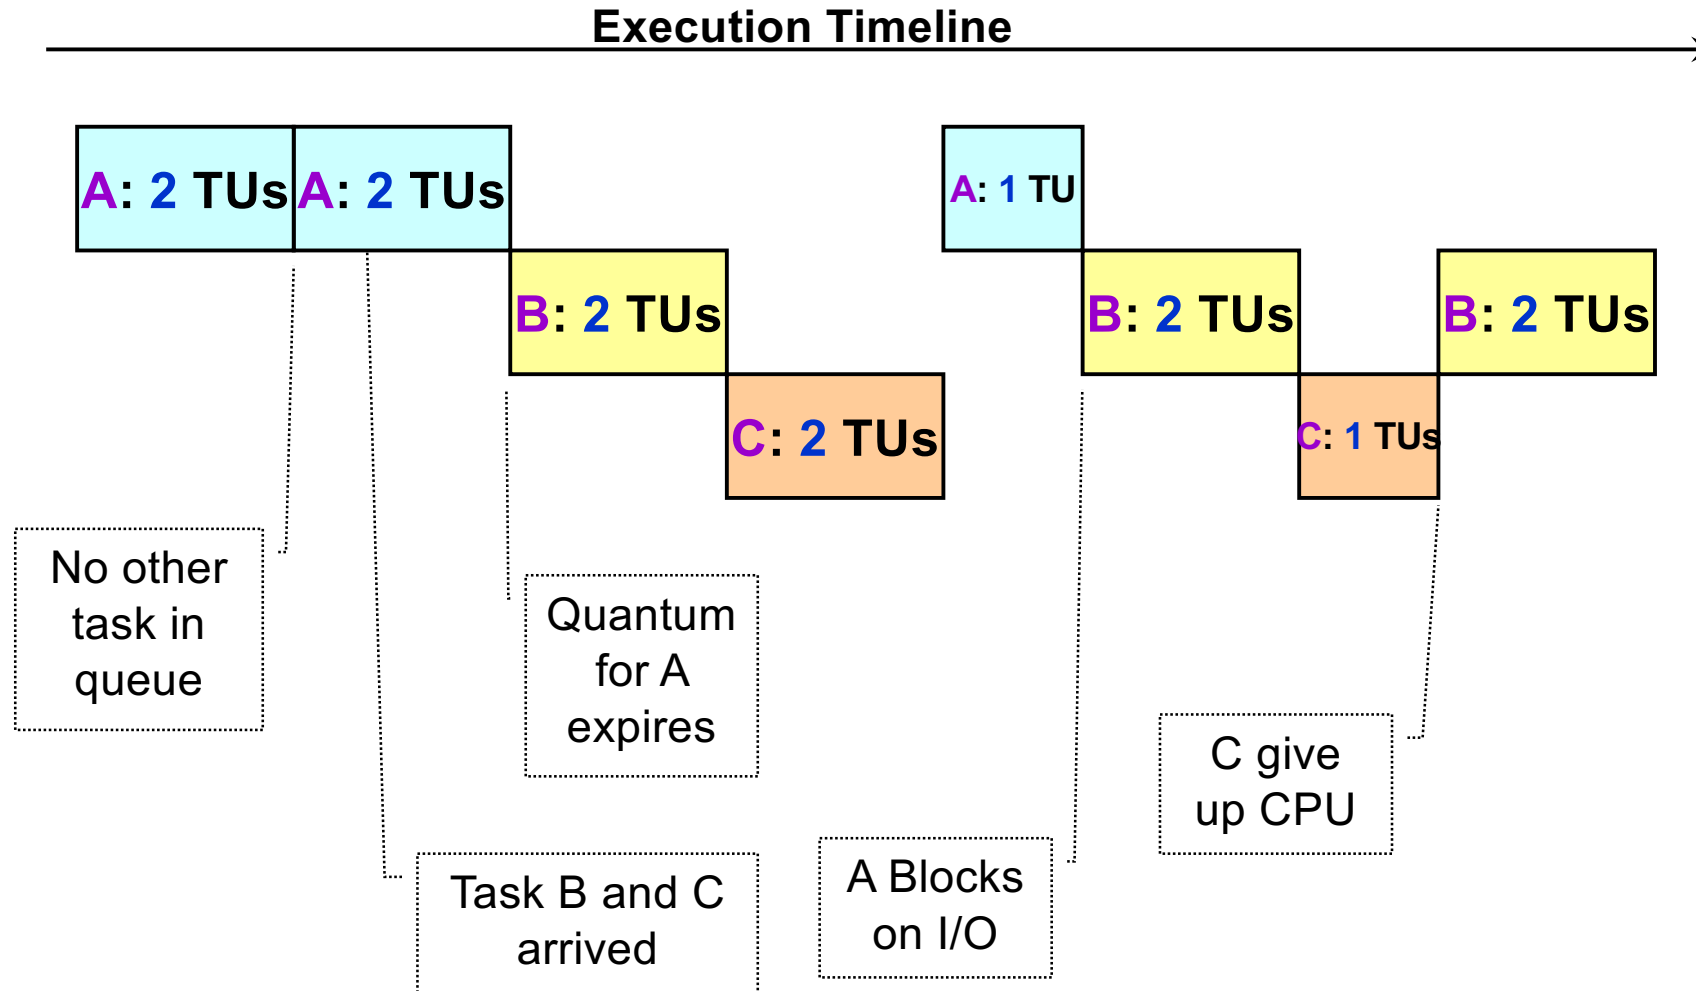 Execution Timeline
A: 2 TUs
A: 2 TUs
A: 1 TU
B: 2 TUs
B: 2 TUs
B: 2 TUs
C: 2 TUs
C: 1 TUs
No other
task in
queue
Quantum
for A
expires
Task B and C
arrived
A Blocks
on I/O
C give
up CPU